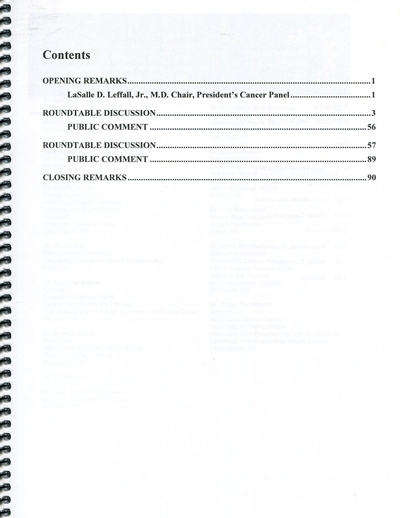 Contents
OPENING REMARKS..........1
LaSalle D. Leffall, Jr., M.D. Chair, President's Cancer Panel..........1
ROUNDTABLE DISCUSSION..........3
PUBLIC COMMENT..........56
ROUNDTABLE DISCUSSION..........57
PUBLIC COMMENT..........89
CLOSING REMARKS..........90